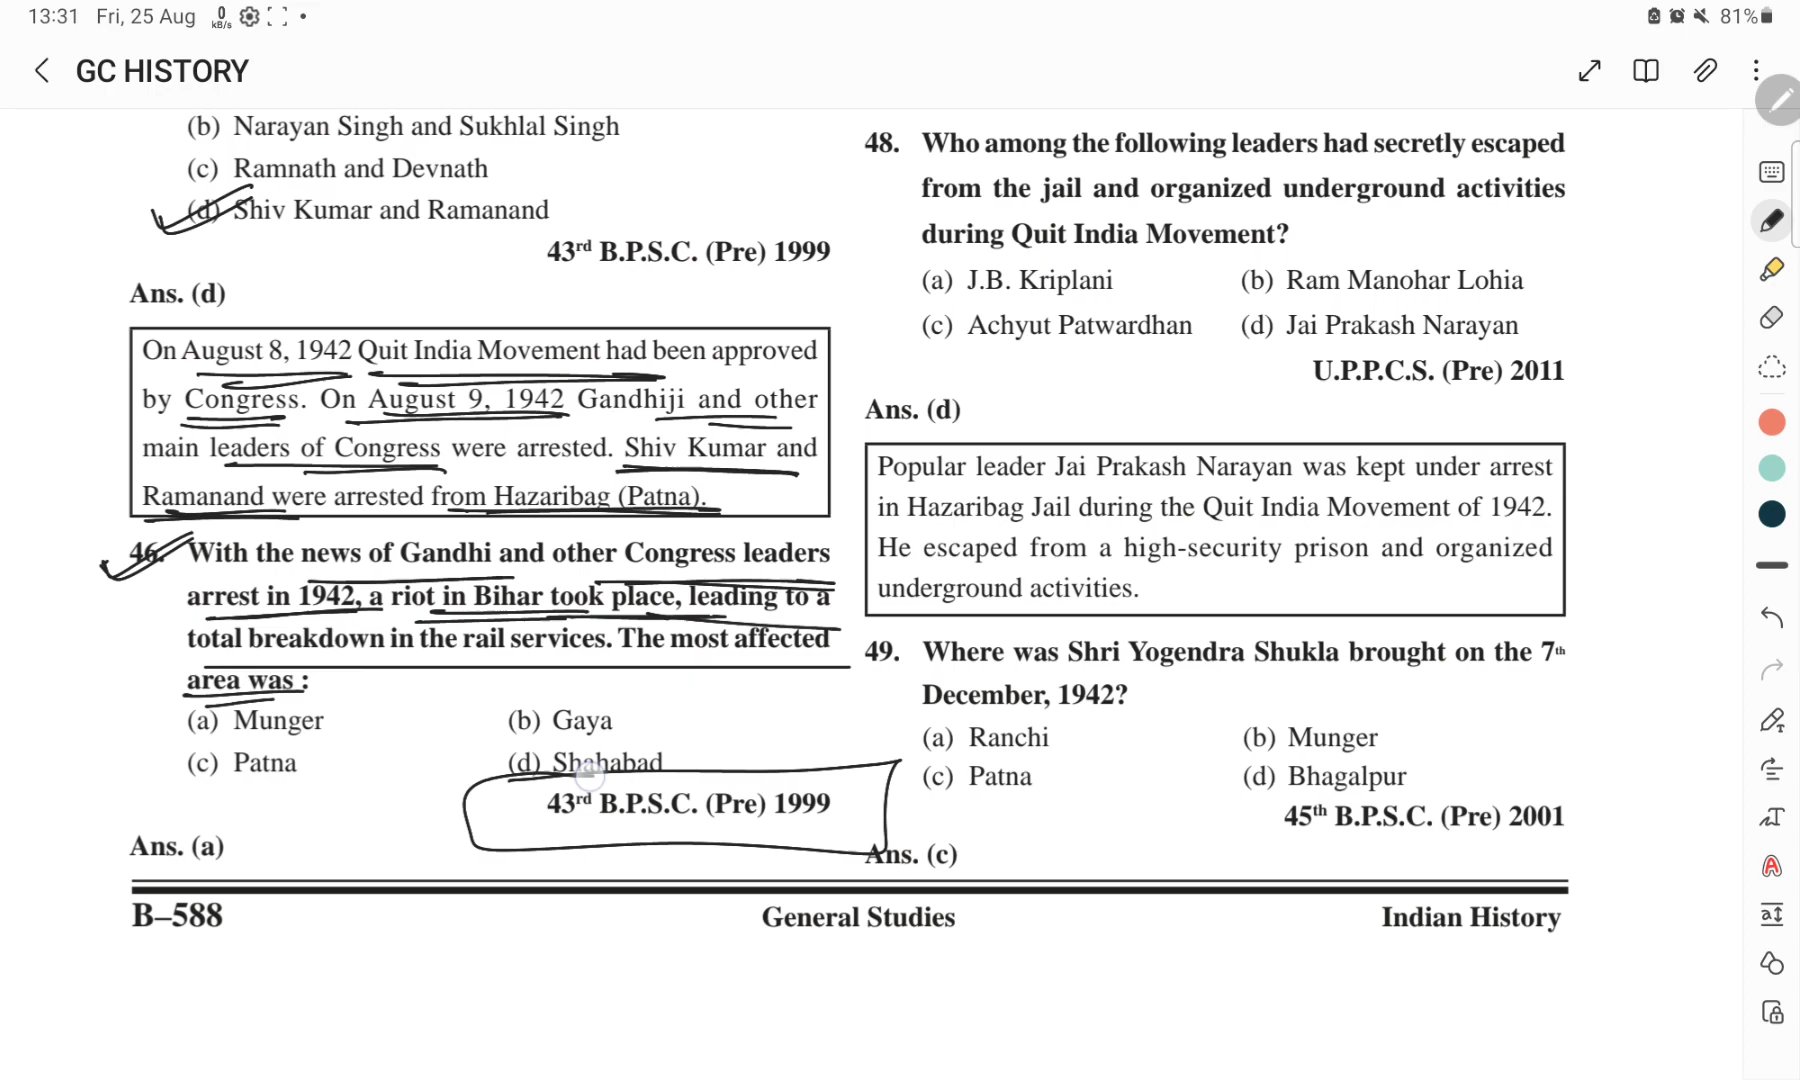 13:31 Fri, 25 Aug 0 kB/s 81%
GC HISTORY
(b) Narayan Singh and Sukhlal Singh
(c) Ramnath and Devnath
(d) Shiv Kumar and Ramanand
43rd B.P.S.C. (Pre) 1999
Ans. (d)
On August 8, 1942 Quit India Movement had been approved
by Congress. On August 9, 1942 Gandhiji and other
main leaders of Congress were arrested. Shiv Kumar and
Ramanand were arrested from Hazaribag (Patna).
46. With the news of Gandhi and other Congress leaders
arrest in 1942, a riot in Bihar took place, leading to a
total breakdown in the rail services. The most affected
area was :
(a) Munger (b) Gaya
(c) Patna (d) Shahabad
43rd B.P.S.C. (Pre) 1999
Ans. (a)
48. Who among the following leaders had secretly escaped
from the jail and organized underground activities
during Quit India Movement?
(a) J.B. Kriplani (b) Ram Manohar Lohia
(c) Achyut Patwardhan (d) Jai Prakash Narayan
U.P.P.C.S. (Pre) 2011
Ans. (d)
Popular leader Jai Prakash Narayan was kept under arrest
in Hazaribag Jail during the Quit India Movement of 1942.
He escaped from a high-security prison and organized
underground activities.
49. Where was Shri Yogendra Shukla brought on the 7th
December, 1942?
(a) Ranchi (b) Munger
(c) Patna (d) Bhagalpur
45th B.P.S.C. (Pre) 2001
Ans. (c)
B–588 General Studies Indian History